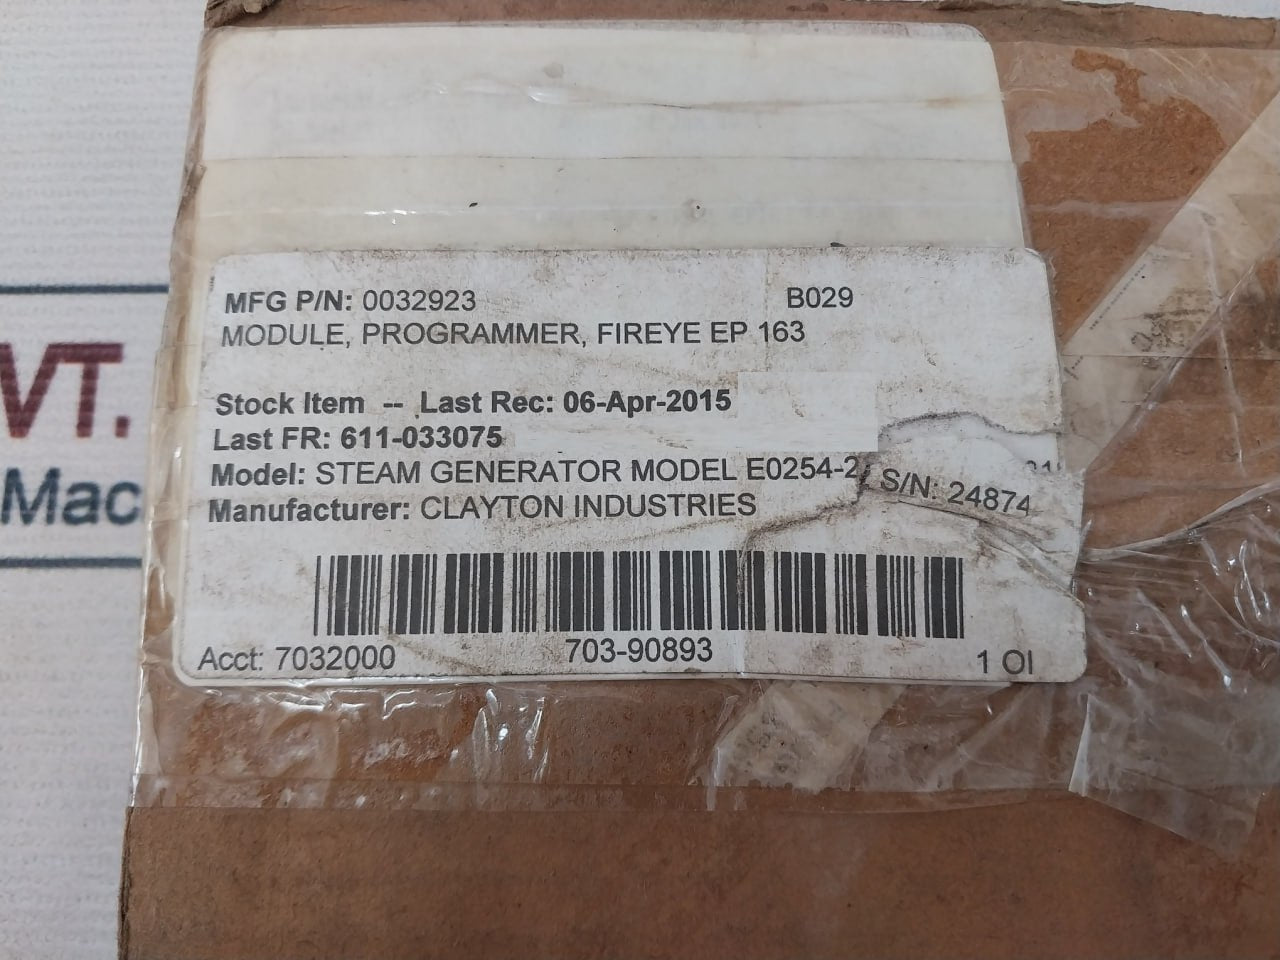 MFG P/N: 0032923 B029
MODULE, PROGRAMMER, FIREYE EP 163
Stock Item -- Last Rec: 06-Apr-2015
Last FR: 611-033075
Model: STEAM GENERATOR MODEL E0254-2 S/N: 24874
Manufacturer: CLAYTON INDUSTRIES
703-90893
Acct: 7032000 1 OI
VT.
Mac